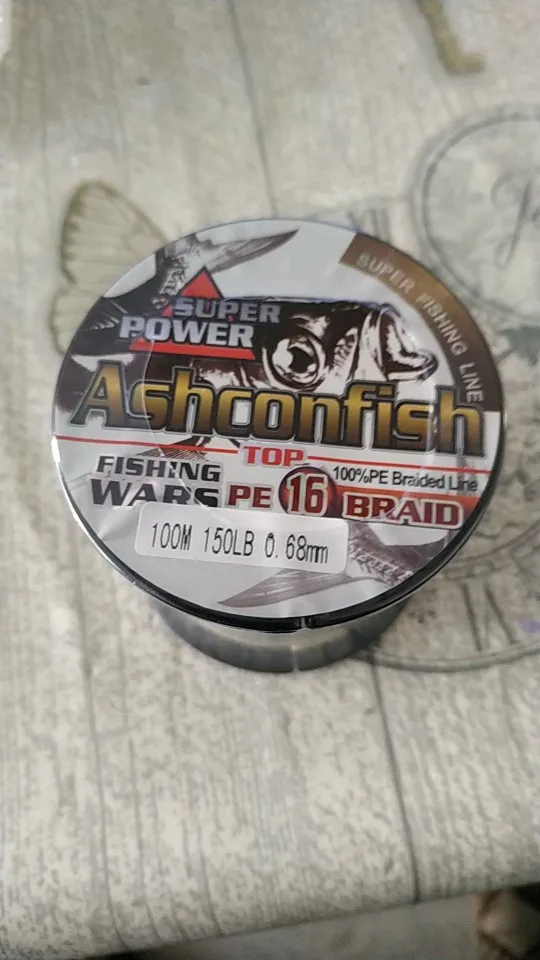 SUPER FISHING LINE
SUPER
POWER
Ashconfish
TOP
100%PE Braided Line
FISHING
WARS PE 16 BRAID
100M 150LB 0.68mm